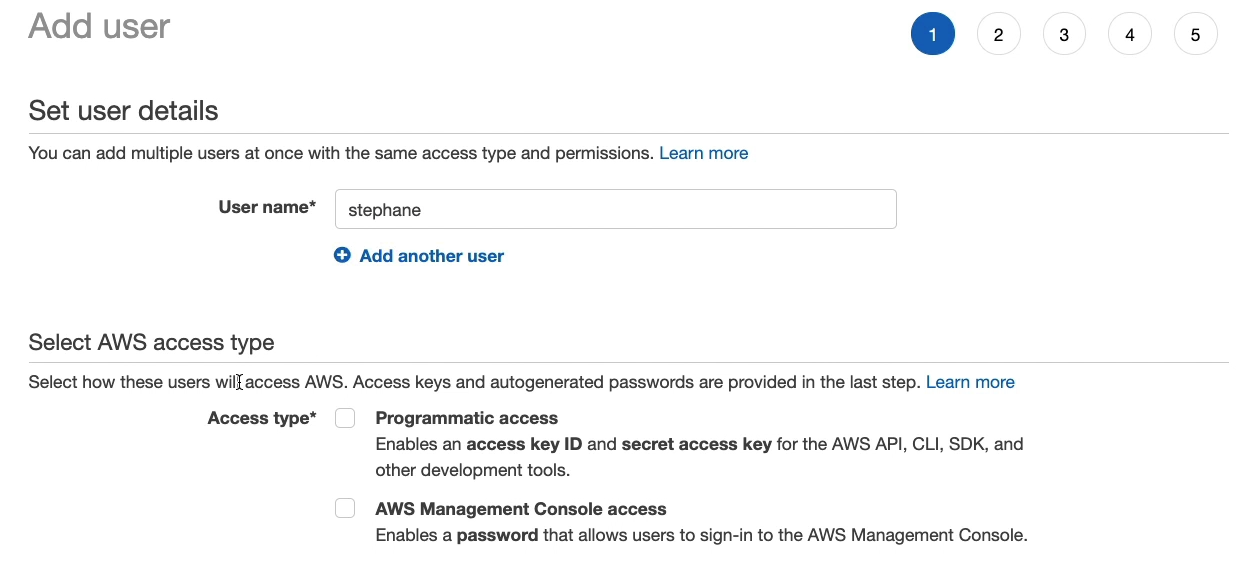 Add user
1 2 3 4 5
Set user details
You can add multiple users at once with the same access type and permissions. Learn more
User name* stephane
Add another user
Select AWS access type
Select how these users will access AWS. Access keys and autogenerated passwords are provided in the last step. Learn more
Access type* Programmatic access
Enables an access key ID and secret access key for the AWS API, CLI, SDK, and
other development tools.
AWS Management Console access
Enables a password that allows users to sign-in to the AWS Management Console.